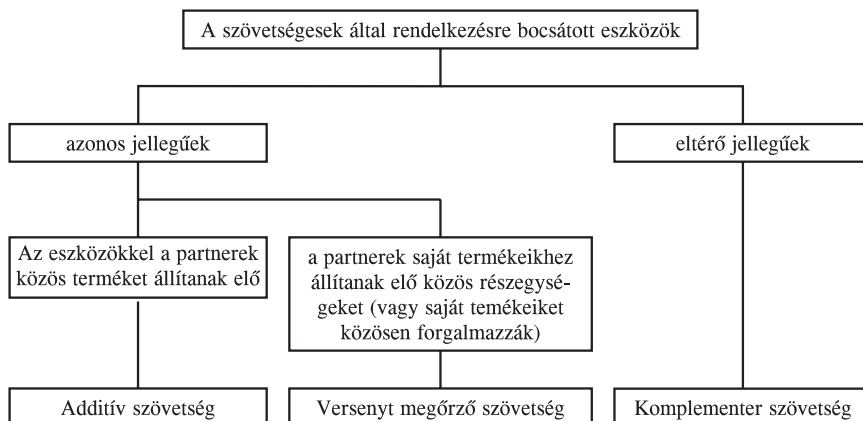 A szövetségesek által rendelkezésre bocsátott eszközök
azonos jellegűek
eltérő jellegűek
Az eszközökkel a partnerek
közös terméket állítanak elő
a partnerek saját termékeikhez
állítanak elő közös részegysé-
geket (vagy saját temékeiket
közösen forgalmazzák)
Additív szövetség
Versenyt megőrző szövetség
Komplementer szövetség